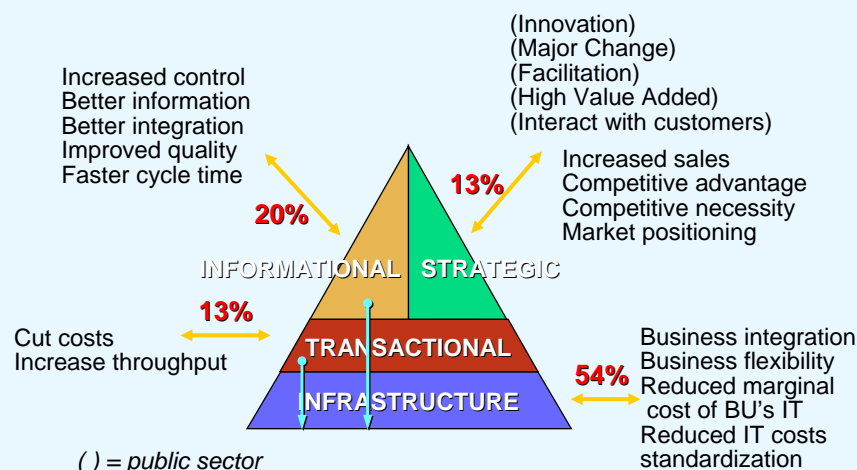 (Innovation)
(Major Change)
(Facilitation)
(High Value Added)
(Interact with customers)
Increased control
Better information
Better integration
Improved quality
Faster cycle time
Increased sales
Competitive advantage
Competitive necessity
Market positioning
13%
20%
INFORMATIONAL
STRATEGIC
13%
Cut costs
Increase throughput
TRANSACTIONAL
Business integration
Business flexibility
Reduced marginal
cost of BU's IT
Reduced IT costs
standardization
54%
INFRASTRUCTURE
( ) = public sector